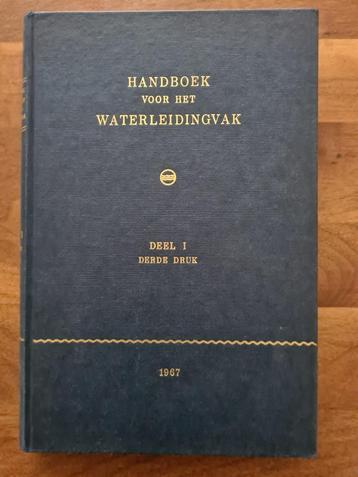 HANDBOEK
VOOR HET
WATERLEIDINGVAK
DEEL I
DERDE DRUK
1967